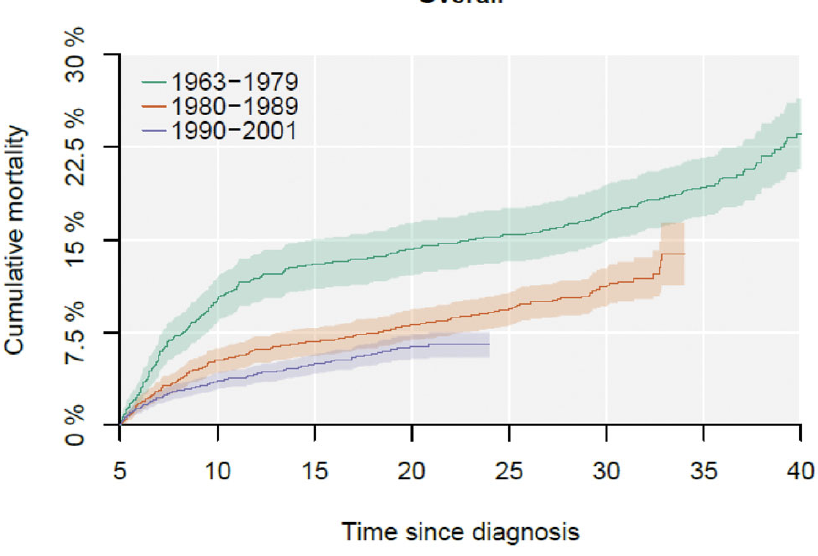 Overall
30 %
22.5 %
15 %
7.5 %
0 %
Cumulative mortality
1963-1979
1980-1989
1990-2001
5 10 15 20 25 30 35 40
Time since diagnosis